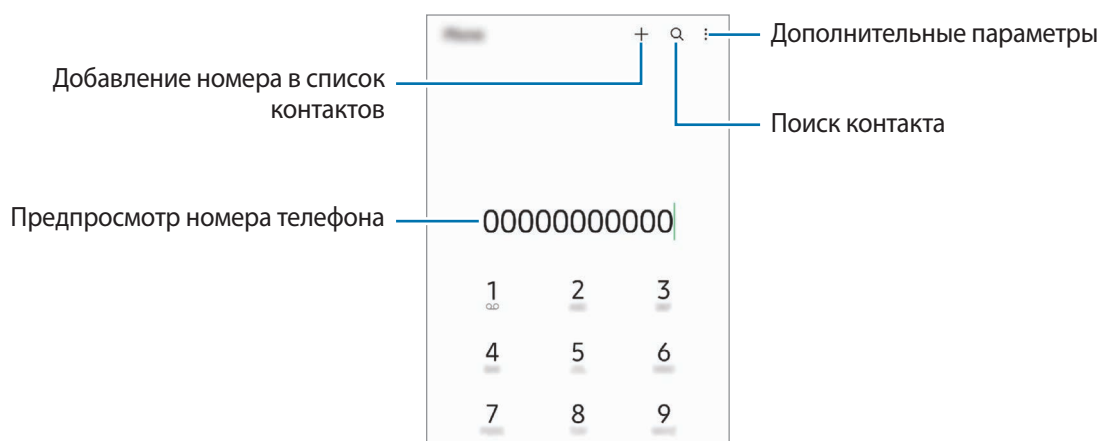 Дополнительные параметры
Добавление номера в список
контактов
Поиск контакта
Предпросмотр номера телефона
00000000000
1 2 3
4 5 6
7 8 9